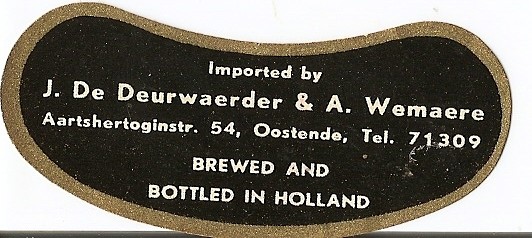 Imported by
J. De Deurwaerder & A. Wemaere
Aartshertoginstr. 54, Oostende, Tel. 71309
BREWED AND
BOTTLED IN HOLLAND